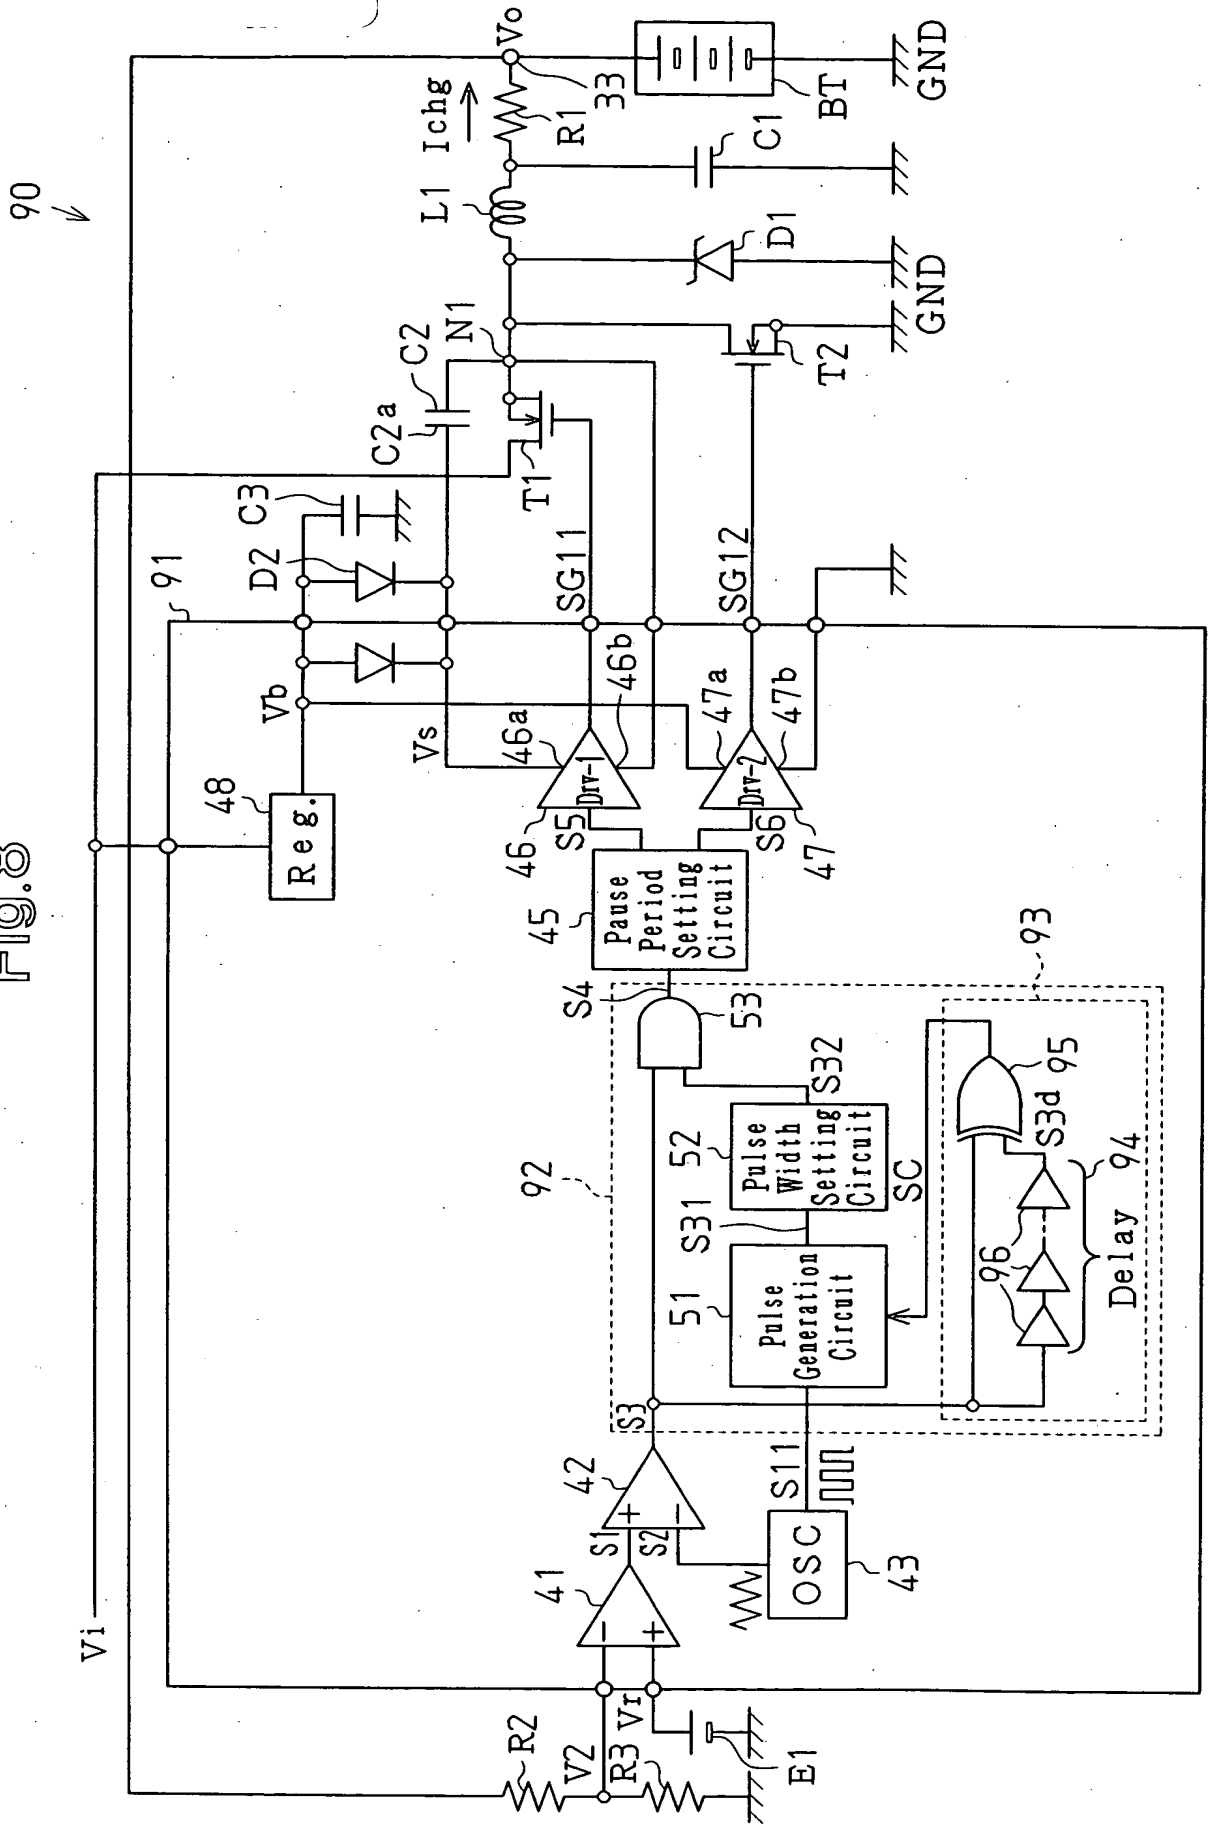 Fig.8
90
Vi
91
Vb
48
Reg.
D2
C3
Vs
C2a
C2
N1
T1
L1
Ichg
R1
Vo
33
BT
GND
C1
D1
GND
T2
SG11
SG12
46a
46b
46
Drv-1
47a
47b
47
Drv-2
S5
S6
45
Pause
Period
Setting
Circuit
S4
53
92
S32
52
Pulse
Width
Setting
Circuit
S31
51
Pulse
Generation
Circuit
SC
93
95
S3d
94
96
Delay
S3
42
+
−
S1
S2
S11
OSC
43
41
−
+
R2
V2
R3
Vr
E1